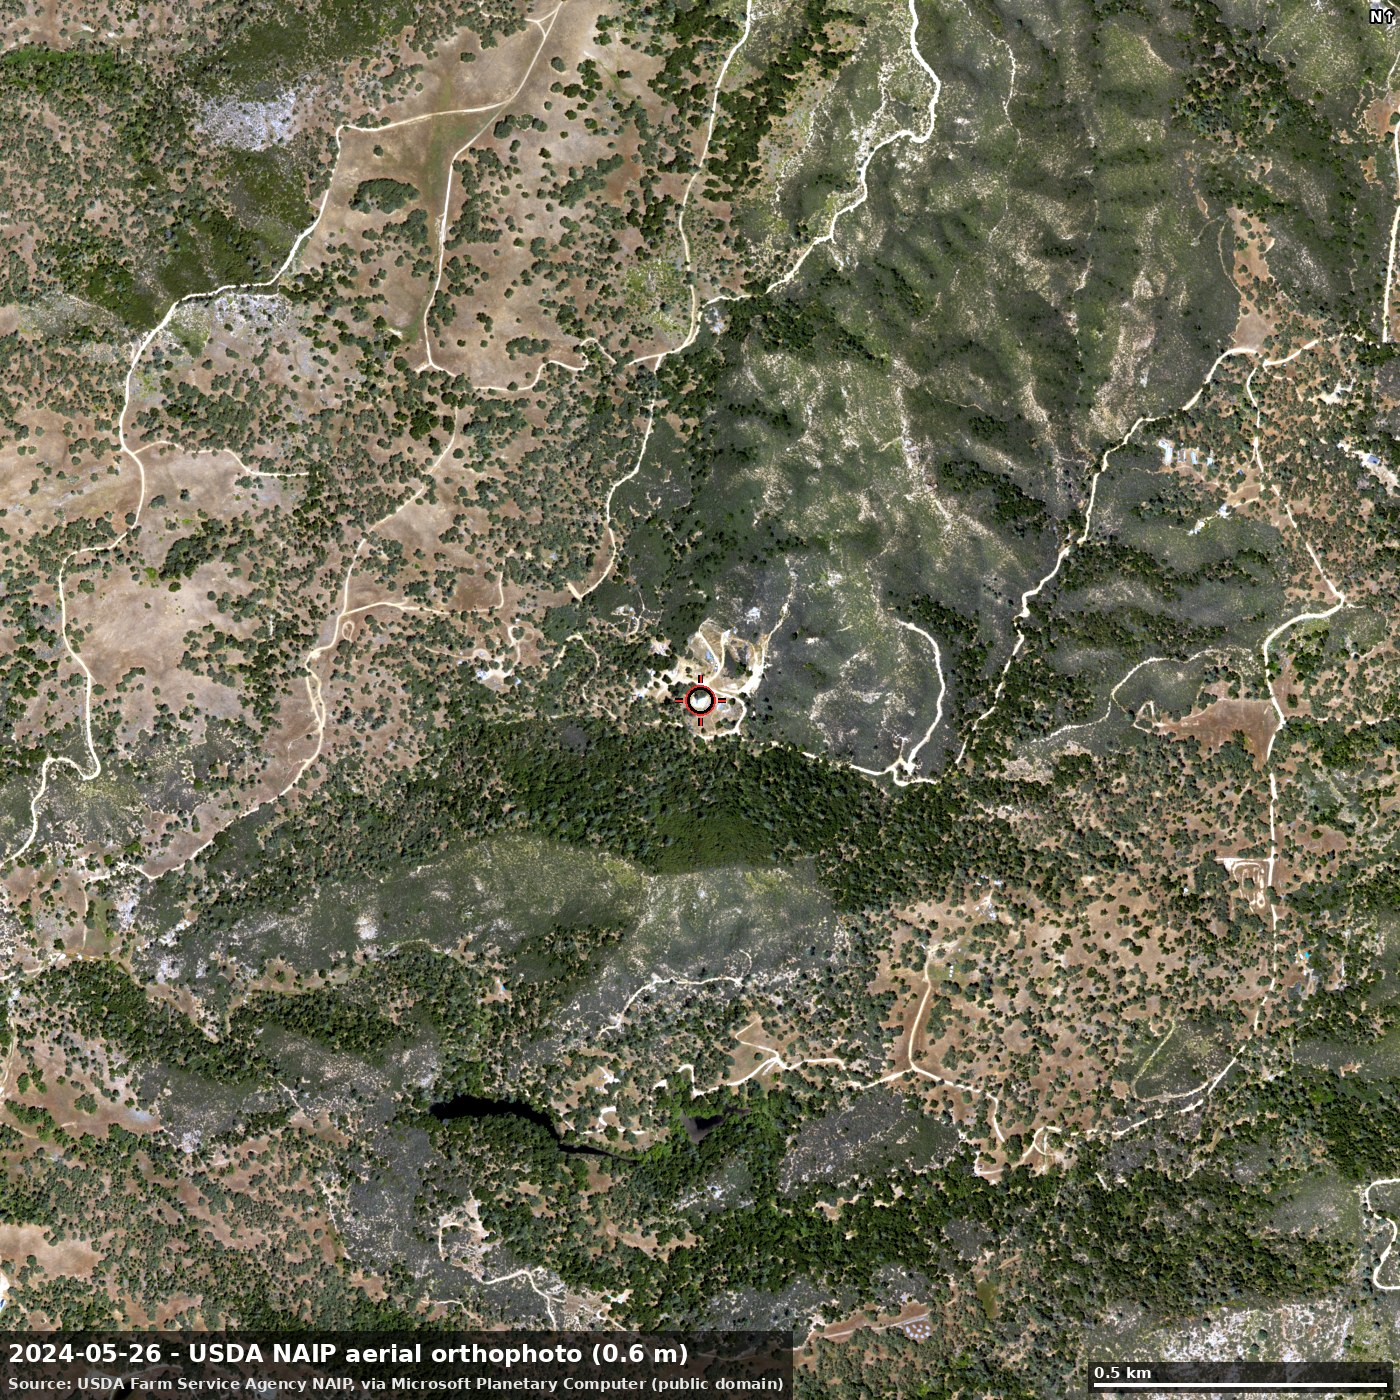 N↑
2024-05-26 - USDA NAIP aerial orthophoto (0.6 m)
Source: USDA Farm Service Agency NAIP, via Microsoft Planetary Computer (public domain)
0.5 km